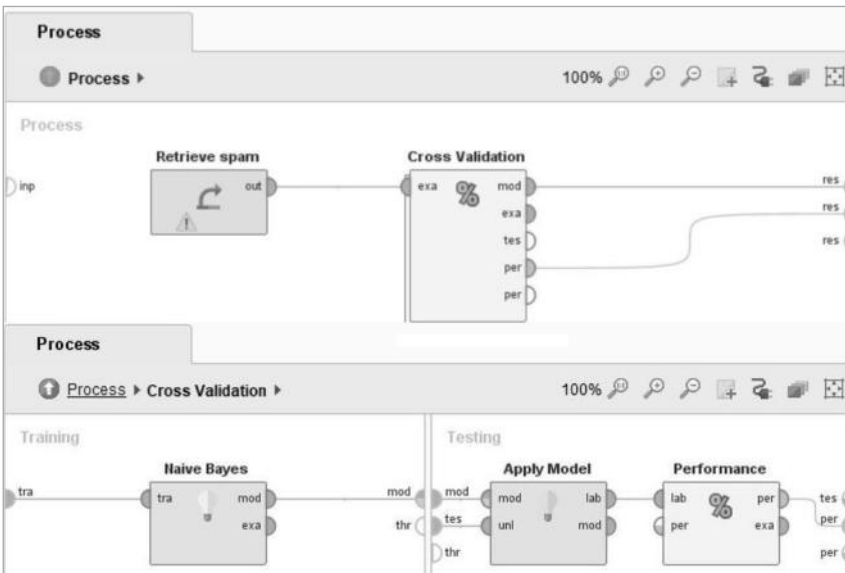 Process
Process
100%
Process
Retrieve spam
Cross Validation
inp
out
exa
mod
res
exa
res
tes
res
per
per
Process
Process Cross Validation
100%
Training
Testing
Naive Bayes
Apply Model
Performance
tra
tra
mod
mod
mod
mod
lab
lab
per
tes
exa
thr
tes
unl
mod
per
exa
per
thr
per